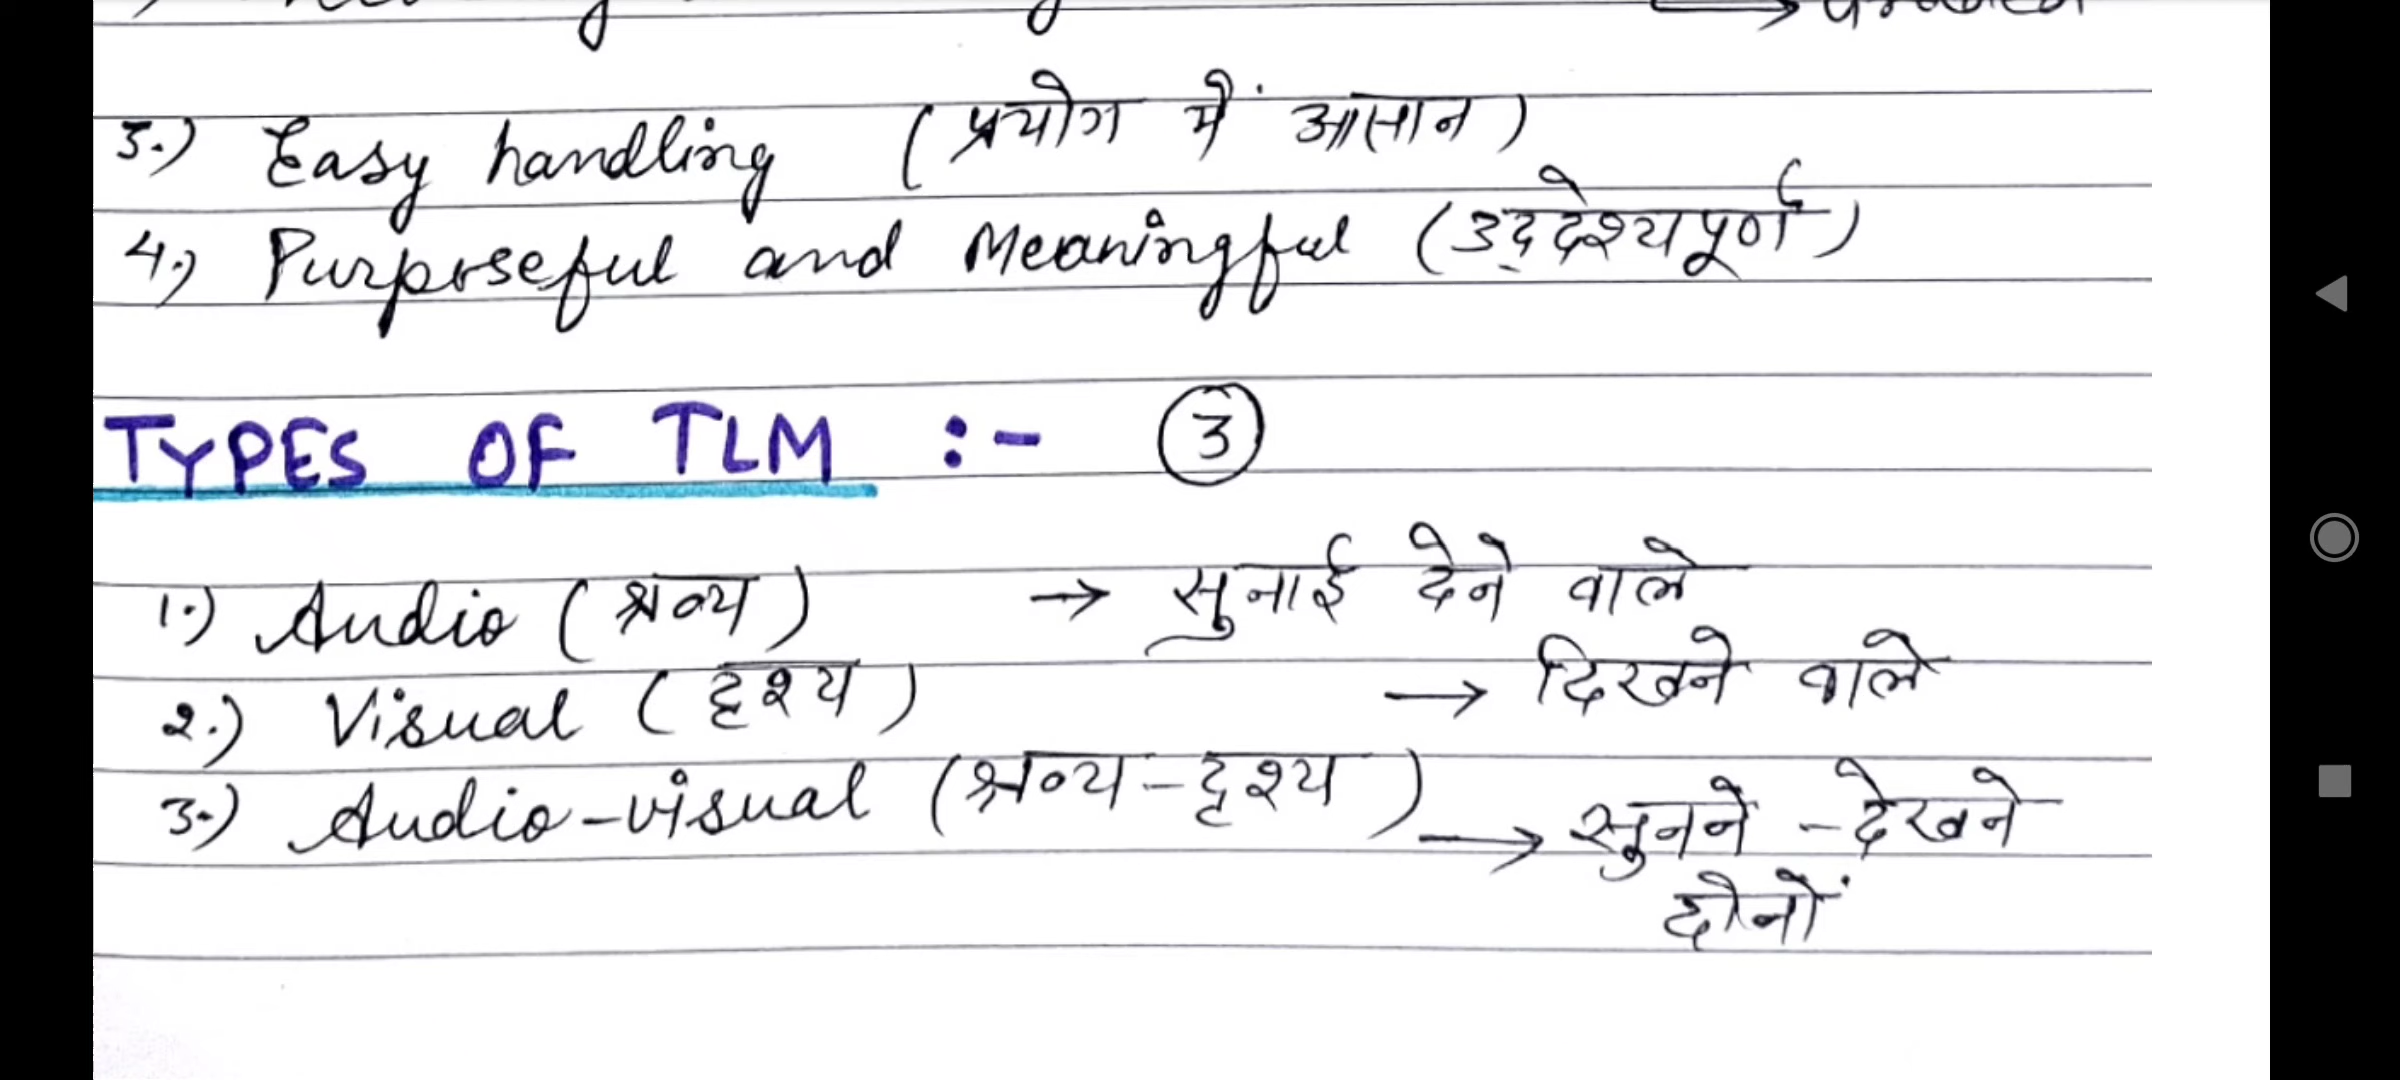 3.) Easy handling (प्रयोग में आसान)
4.) Purposeful and Meaningful (उद्देश्यपूर्ण)
TYPES OF TLM :- ③
1.) Audio (श्रव्य) → सुनाई देने वाले
2.) Visual (दृश्य) → दिखने वाले
3.) Audio-visual (श्रव्य-दृश्य) → सुनने - देखने
दोनों